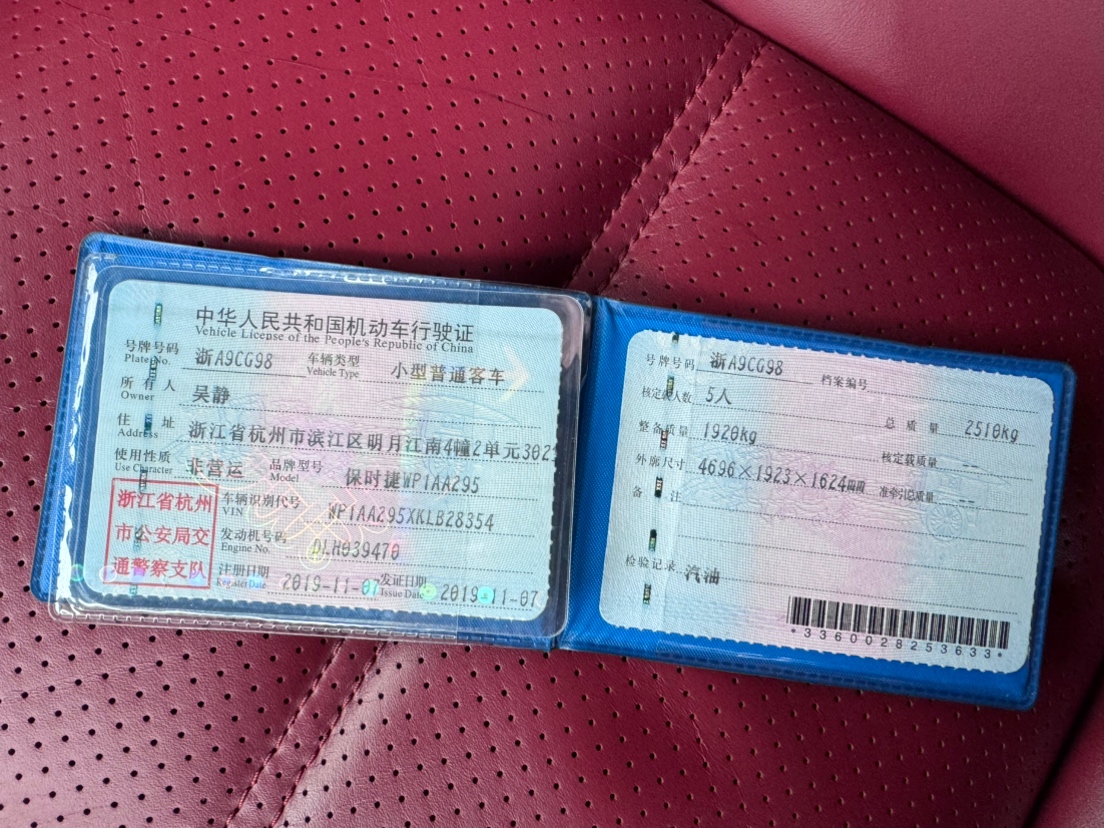 中华人民共和国机动车行驶证
Vehicle License of the People's Republic of China
号牌号码 浙A9CG98 车辆类型 小型普通客车
Plate No. Vehicle Type
所有人 吴静
Owner
住址 浙江省杭州市滨江区明月江南4幢2单元302
Address
使用性质 非营运 品牌型号 保时捷WP1AA295
Use Character Model
浙江省杭州
市公安局交
通警察支队
车辆识别代号 WP1AA295XKLB28354
VIN
发动机号码 DLH039470
Engine No.
注册日期 2019-11-07 发证日期 2019-11-07
Register Date Issue Date
号牌号码 浙A9CG98 档案编号
核定载人数 5人 总质量 2510kg
整备质量 1920kg 核定载质量 --
外廓尺寸 4696×1923×1624mm 准牵引总质量 --
备注
检验记录 汽油
*3360028253633*